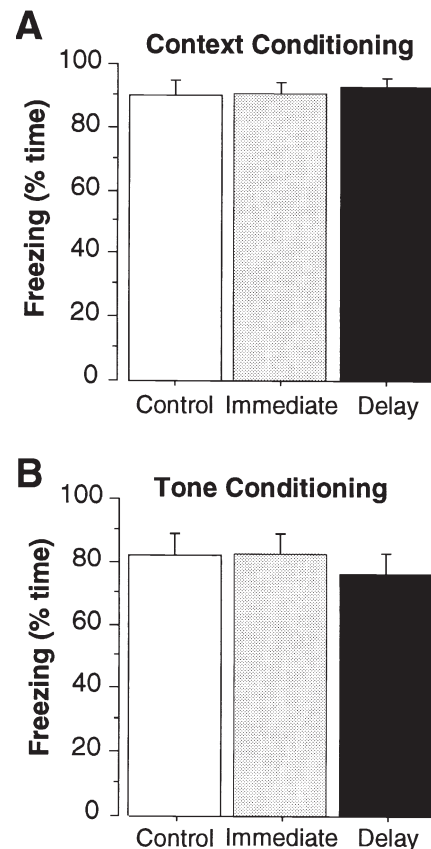 A
Context Conditioning
Freezing (% time)
100
80
60
40
20
0
Control Immediate Delay
B
Tone Conditioning
Freezing (% time)
100
80
60
40
20
0
Control Immediate Delay